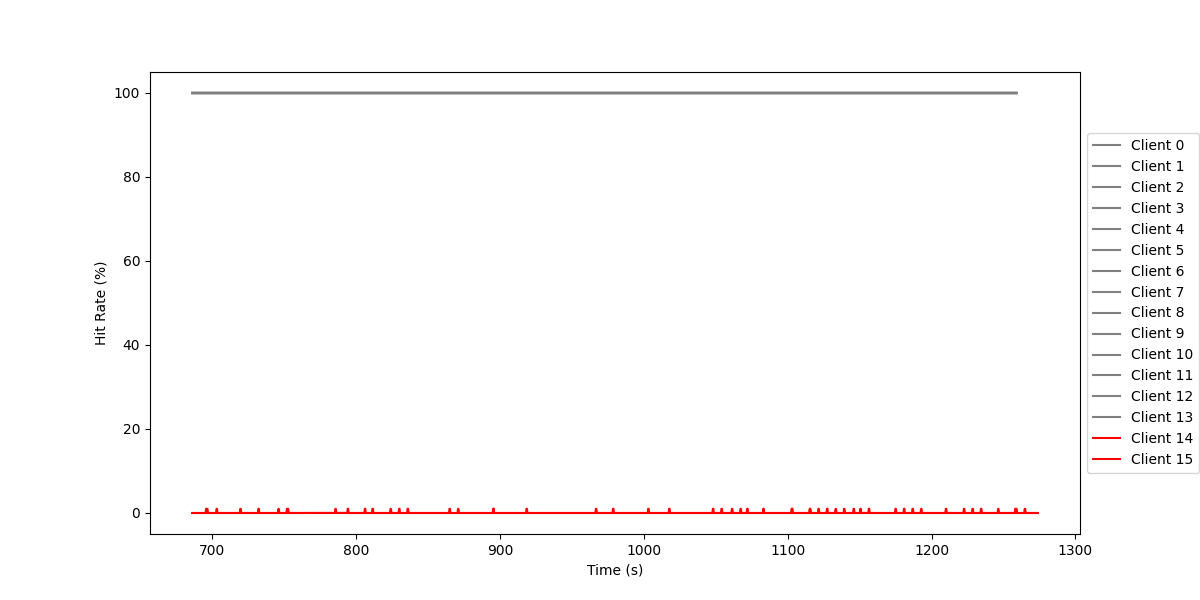 100
80
60
40
20
0
Hit Rate (%)
700
800
900
1000
1100
1200
1300
Time (s)
Client 0
Client 1
Client 2
Client 3
Client 4
Client 5
Client 6
Client 7
Client 8
Client 9
Client 10
Client 11
Client 12
Client 13
Client 14
Client 15